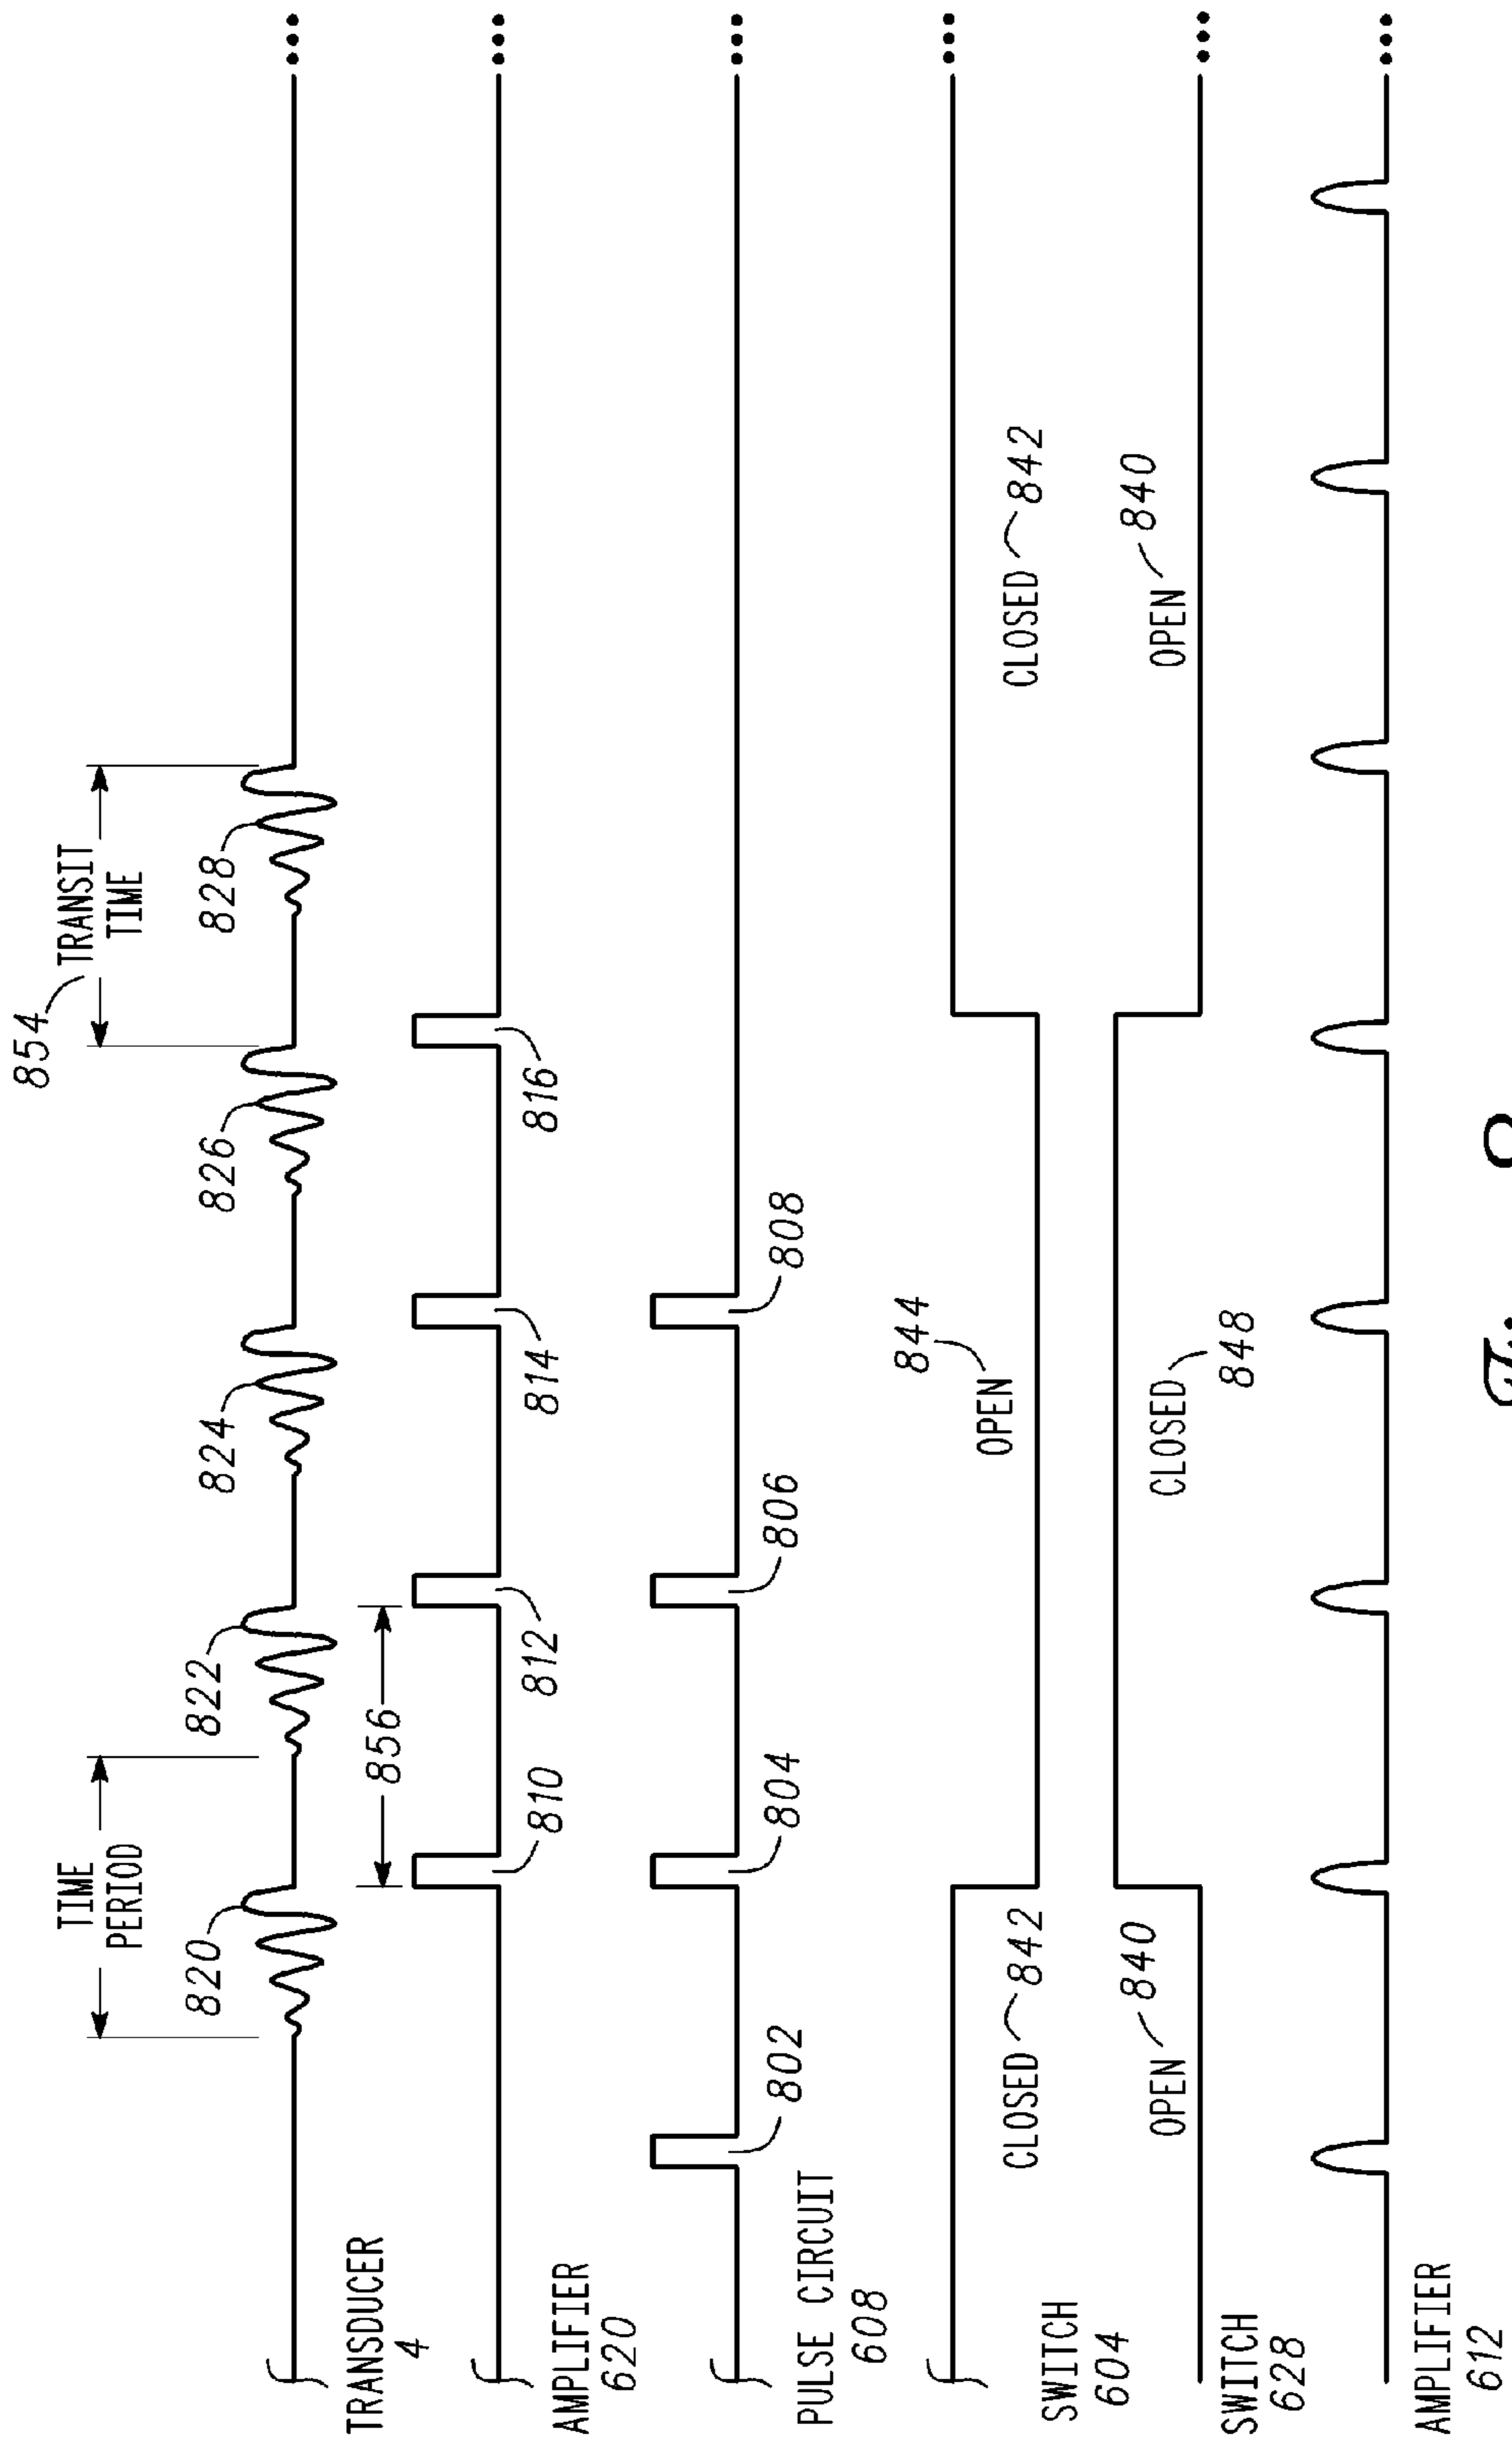 854
TIME
PERIOD
TRANSIT
TIME
820
822
824
826
828
TRANSDUCER
4
856
810
812
814
816
AMPLIFIER
620
802
804
806
808
PULSE CIRCUIT
608
844
CLOSED 842
OPEN
CLOSED 842
SWITCH
604
OPEN 840
CLOSED
848
OPEN 840
SWITCH
628
AMPLIFIER
612